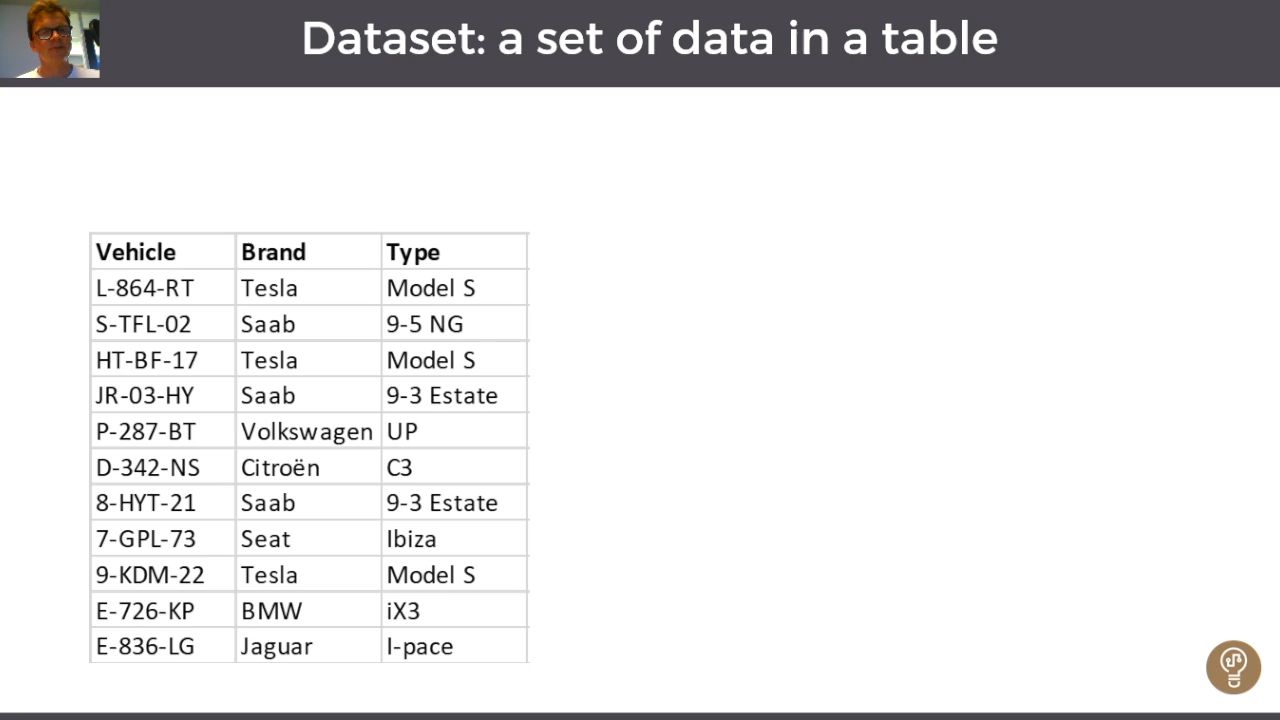 Dataset: a set of data in a table
Vehicle Brand Type
L-864-RT Tesla Model S
S-TFL-02 Saab 9-5 NG
HT-BF-17 Tesla Model S
JR-03-HY Saab 9-3 Estate
P-287-BT Volkswagen UP
D-342-NS Citroën C3
8-HYT-21 Saab 9-3 Estate
7-GPL-73 Seat Ibiza
9-KDM-22 Tesla Model S
E-726-KP BMW iX3
E-836-LG Jaguar I-pace